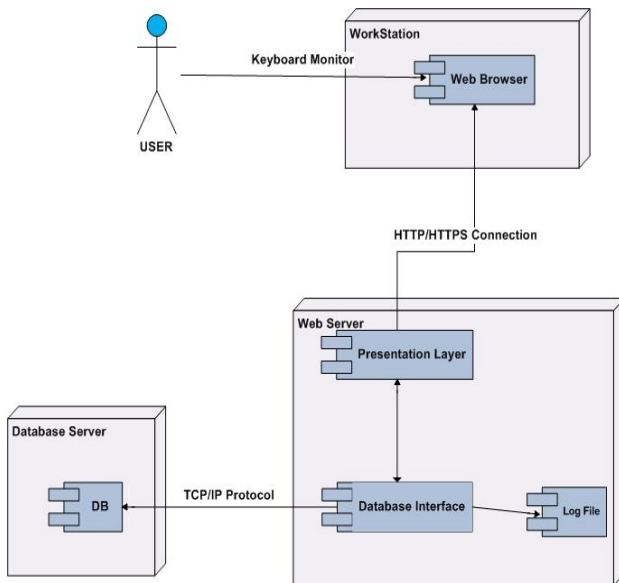 WorkStation
Keyboard Monitor
Web Browser
USER
HTTP/HTTPS Connection
Web Server
Presentation Layer
Database Server
TCP/IP Protocol
DB
Database Interface
Log File